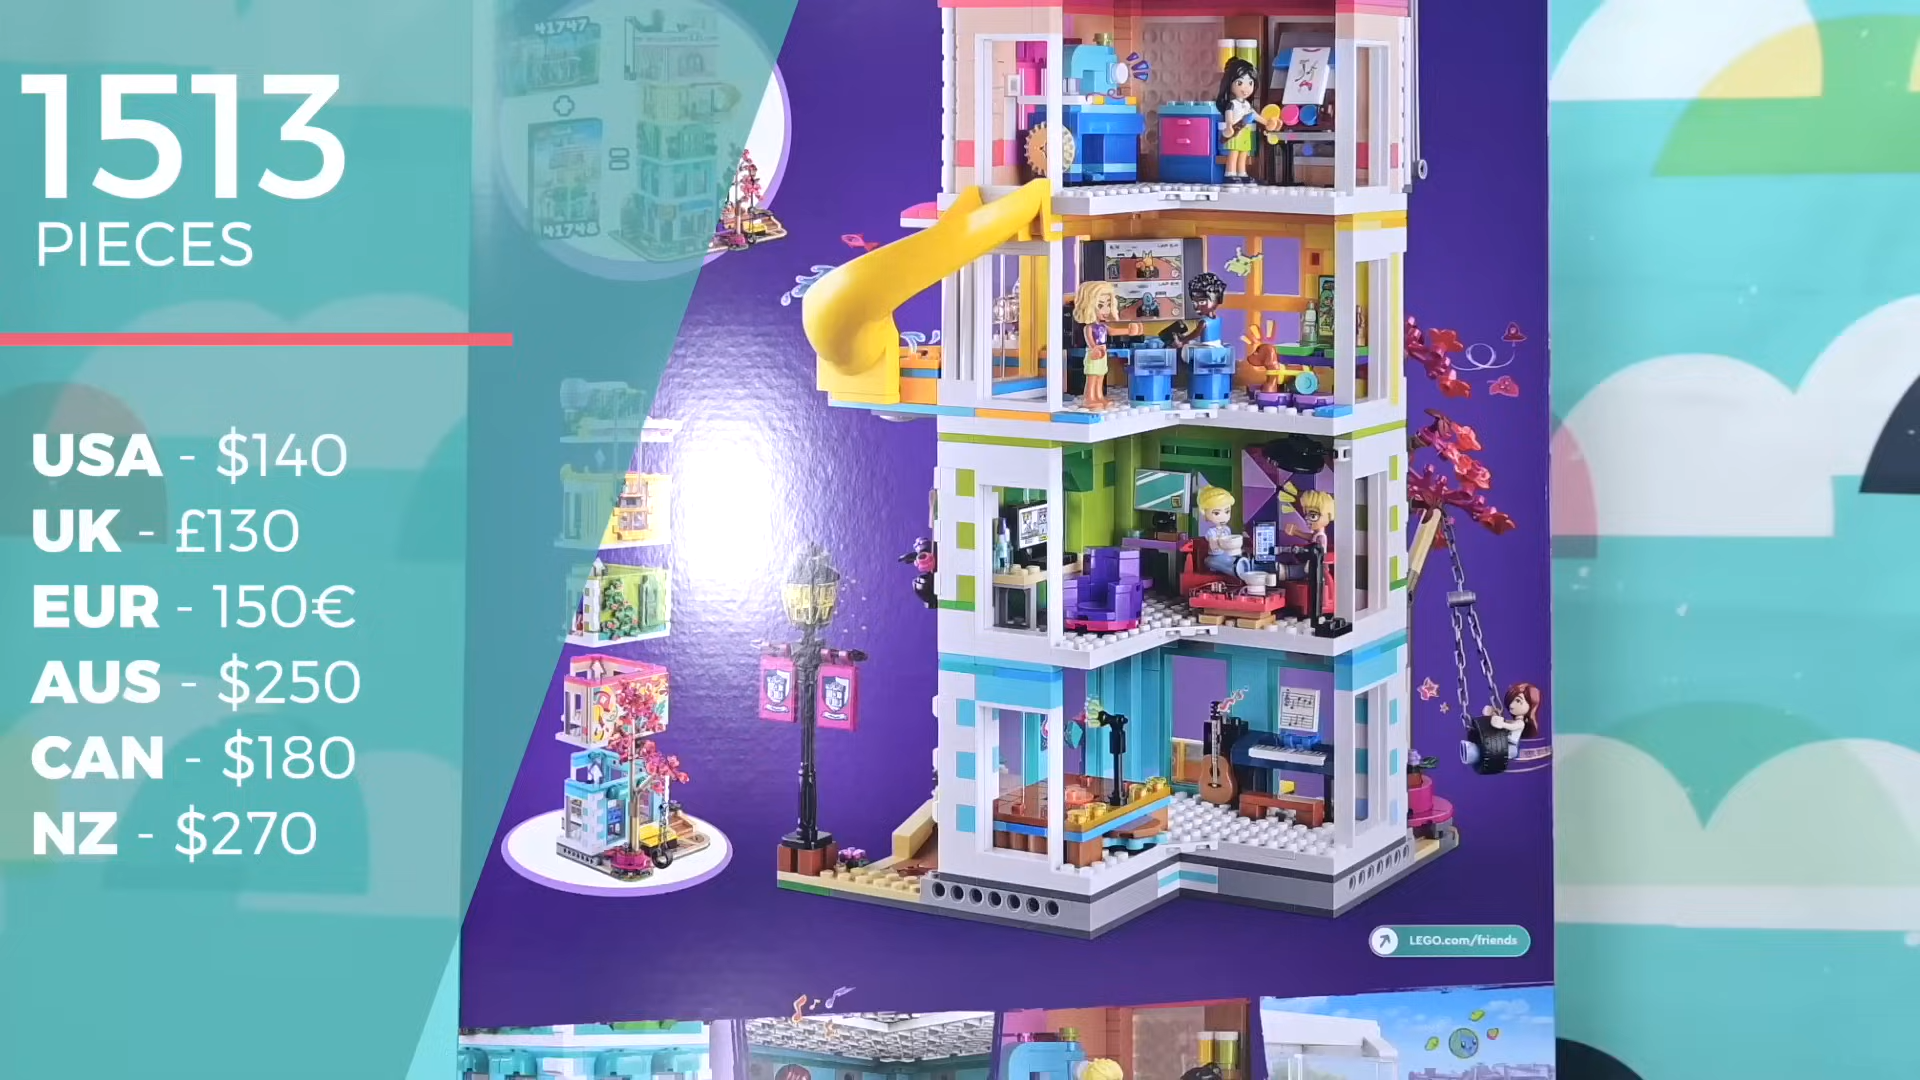 1513
PIECES
USA - $140
UK - £130
EUR - 150€
AUS - $250
CAN - $180
NZ - $270
41747
41748
LEGO.com/friends